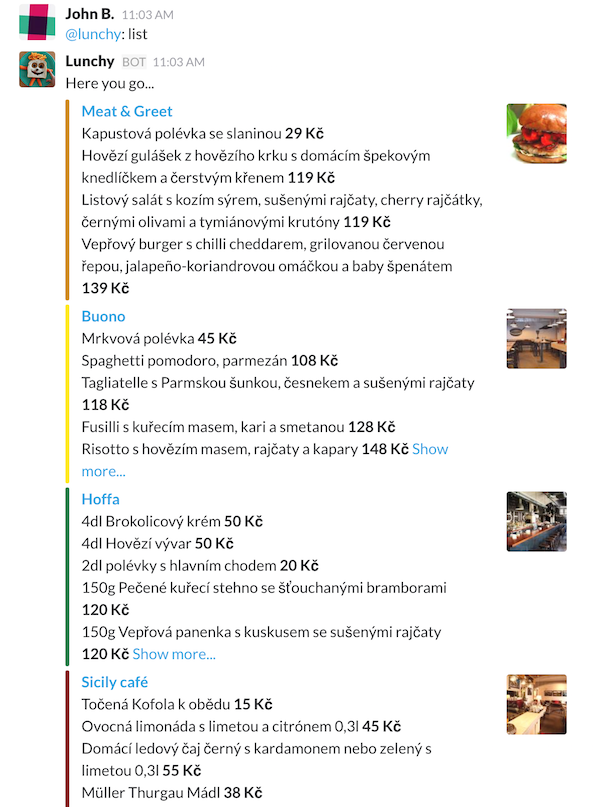 John B. 11:03 AM
@lunchy: list
Lunchy BOT 11:03 AM
Here you go...
Meat & Greet
Kapustová polévka se slaninou 29 Kč
Hovězí gulášek z hovězího krku s domácím špekovým
knedlíčkem a čerstvým křenem 119 Kč
Listový salát s kozím sýrem, sušenými rajčaty, cherry rajčátky,
černými olivami a tymiánovými krutóny 119 Kč
Vepřový burger s chilli cheddarem, grilovanou červenou
řepou, jalapeño-koriandrovou omáčkou a baby špenátem
139 Kč
Buono
Mrkvová polévka 45 Kč
Spaghetti pomodoro, parmezán 108 Kč
Tagliatelle s Parmskou šunkou, česnekem a sušenými rajčaty
118 Kč
Fusilli s kuřecím masem, kari a smetanou 128 Kč
Risotto s hovězím masem, rajčaty a kapary 148 Kč Show
more...
Hoffa
4dl Brokolicový krém 50 Kč
4dl Hovězí vývar 50 Kč
2dl polévky s hlavním chodem 20 Kč
150g Pečené kuřecí stehno se šťouchanými bramborami
120 Kč
150g Vepřová panenka s kuskusem se sušenými rajčaty
120 Kč Show more...
Sicily café
Točená Kofola k obědu 15 Kč
Ovocná limonáda s limetou a citrónem 0,3l 45 Kč
Domácí ledový čaj černý s kardamonem nebo zelený s
limetou 0,3l 55 Kč
Müller Thurgau Mádl 38 Kč